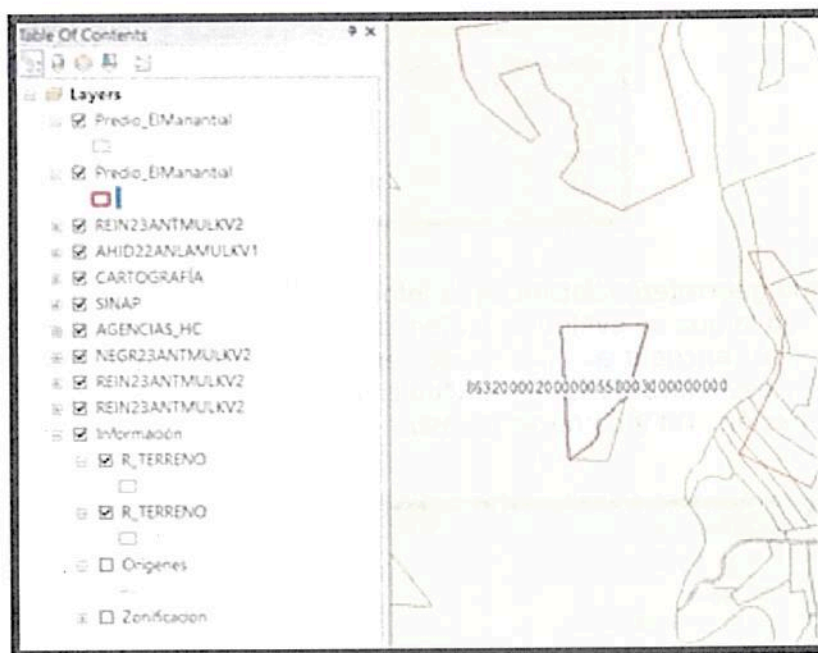 Table Of Contents
Layers
Predio_ElManantial
Predio_ElManantial
REIN23ANTMULKV2
AHID22ANLAMULKV1
CARTOGRAFÍA
SINAP
AGENCIAS_HC
NEGR23ANTMULKV2
REIN23ANTMULKV2
REIN23ANTMULKV2
Información
R_TERRENO
R_TERRENO
Origenes
Zonificacion